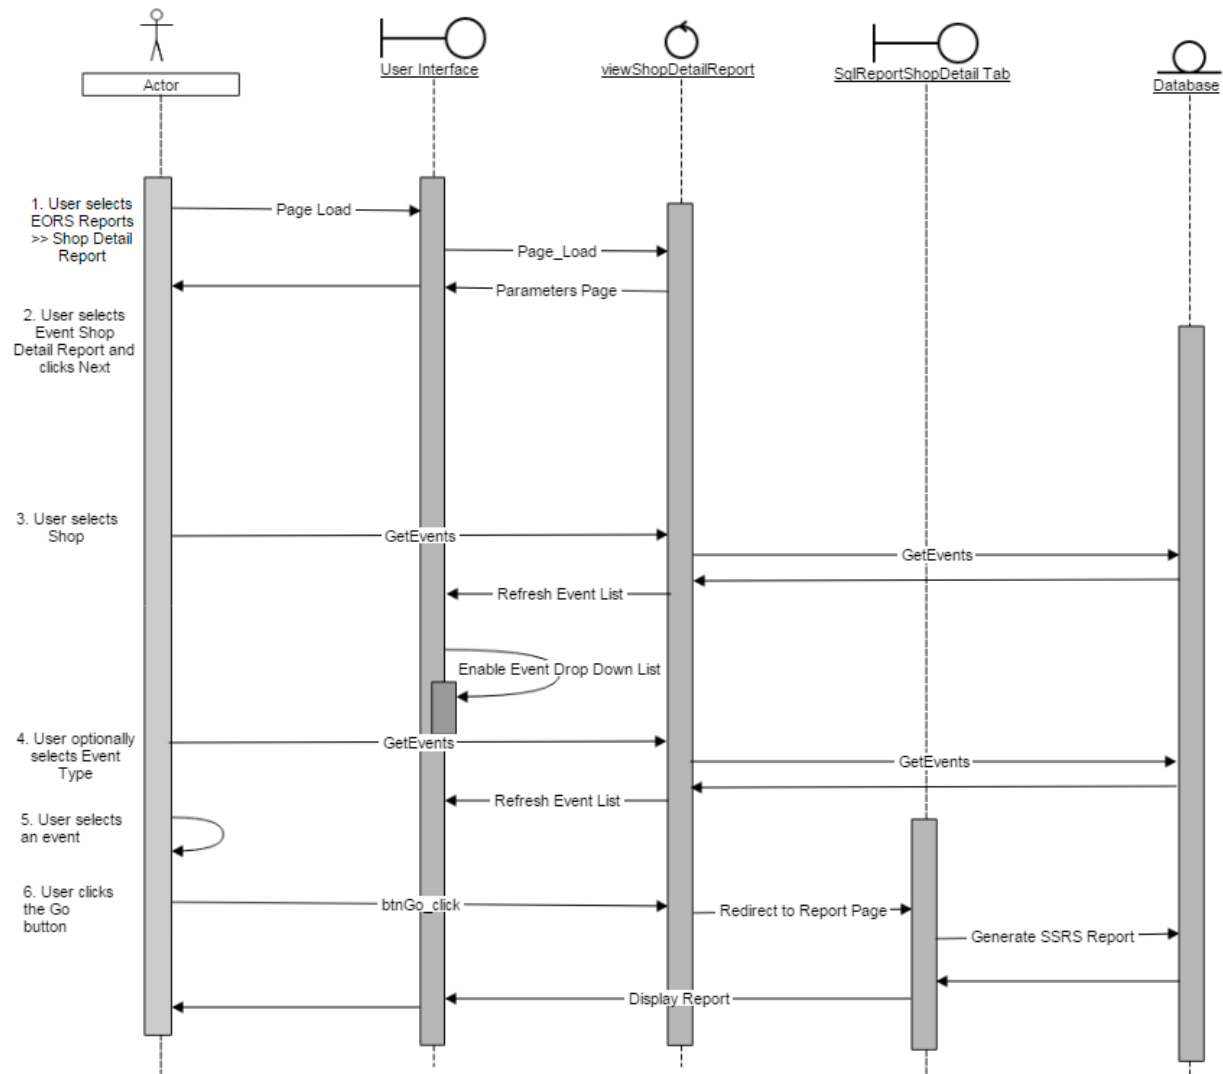 Actor
User Interface
viewShopDetailReport
SqlReportShopDetail Tab
Database
1. User selects
EORS Reports
>> Shop Detail
Report
Page Load
Page_Load
Parameters Page
2. User selects
Event Shop
Detail Report and
clicks Next
3. User selects
Shop
GetEvents
GetEvents
Refresh Event List
Enable Event Drop Down List
4. User optionally
selects Event
Type
GetEvents
GetEvents
Refresh Event List
5. User selects
an event
6. User clicks
the Go
button
btnGo_click
Redirect to Report Page
Generate SSRS Report
Display Report